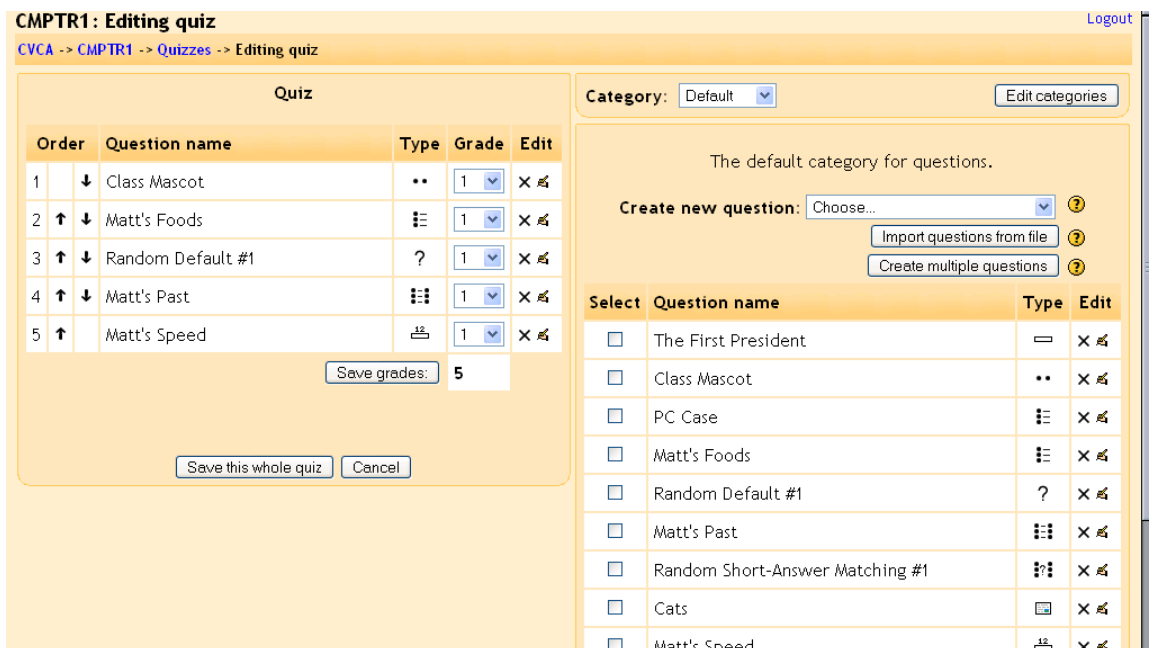 CMPTR1: Editing quiz
Logout
CVCA -> CMPTR1 -> Quizzes -> Editing quiz
Quiz
Order Question name Type Grade Edit
1 Class Mascot 1
2 Matt's Foods 1
3 Random Default #1 ? 1
4 Matt's Past 1
5 Matt's Speed 12 1
Save grades: 5
Save this whole quiz Cancel
Category: Default Edit categories
The default category for questions.
Create new question: Choose... ?
Import questions from file ?
Create multiple questions ?
Select Question name Type Edit
The First President
Class Mascot
PC Case
Matt's Foods
Random Default #1 ?
Matt's Past
Random Short-Answer Matching #1 ?
Cats
Matt's Speed 12